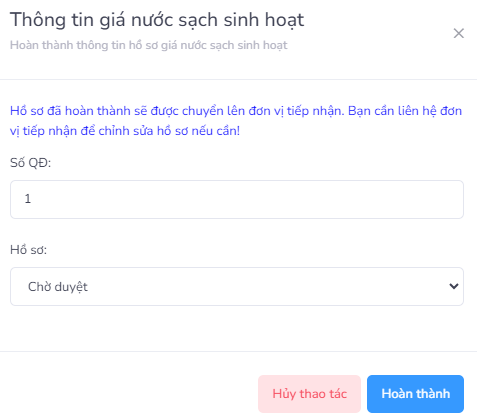 Thông tin giá nước sạch sinh hoạt
Hoàn thành thông tin hồ sơ giá nước sạch sinh hoạt
Hồ sơ đã hoàn thành sẽ được chuyển lên đơn vị tiếp nhận. Bạn cần liên hệ đơn
vị tiếp nhận để chỉnh sửa hồ sơ nếu cần!
Số QĐ:
1
Hồ sơ:
Chờ duyệt
Hủy thao tác
Hoàn thành